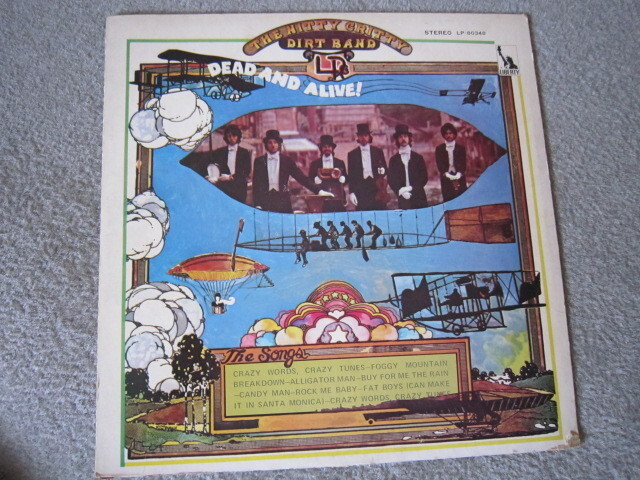 THE NITTY GRITTY
DIRT BAND
STEREO LP-80348
LIBERTY
LP
DEAD AND ALIVE!
The Songs
CRAZY WORDS, CRAZY TUNES–FOGGY MOUNTAIN
BREAKDOWN–ALLIGATOR MAN–BUY FOR ME THE RAIN
–CANDY MAN–ROCK ME BABY–FAT BOYS (CAN MAKE
IT IN SANTA MONICA)–CRAZY WORDS, CRAZY TUNE